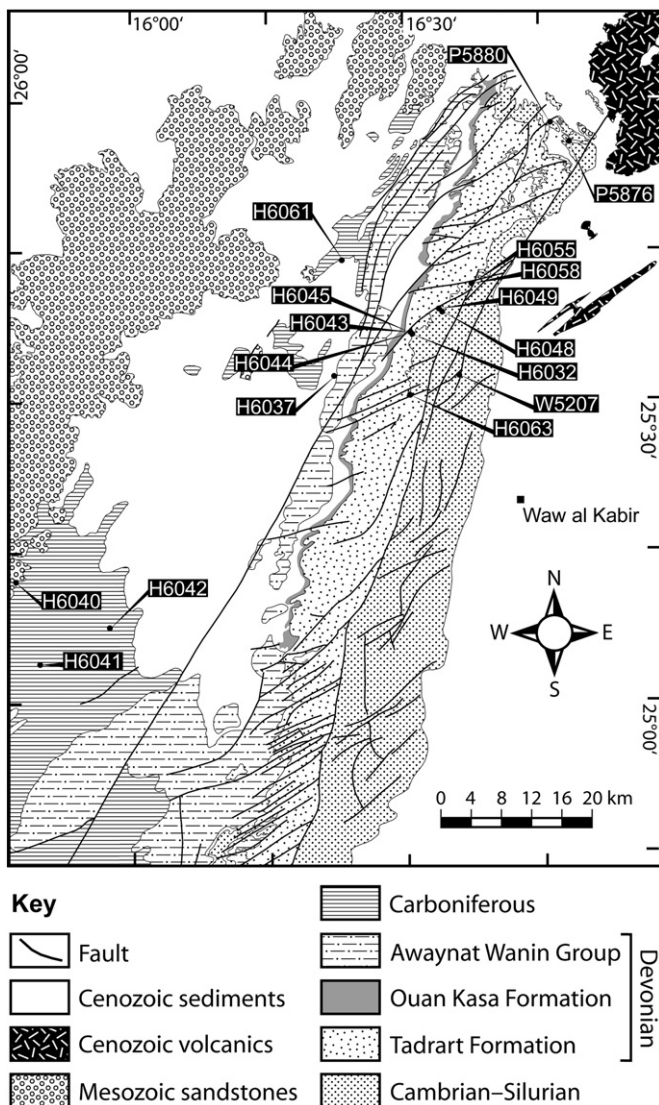 16°00'
16°30'
26°00'
P5880
P5876
H6061
H6055
H6058
H6045
H6049
H6043
H6048
H6044
H6032
H6037
W5207
H6063
25°30'
Waw al Kabir
H6040
H6042
H6041
N
W
E
S
25°00'
0 4 8 12 16 20 km
Key
Fault
Cenozoic sediments
Cenozoic volcanics
Mesozoic sandstones
Carboniferous
Awaynat Wanin Group
Ouan Kasa Formation
Tadrart Formation
Cambrian–Silurian
Devonian